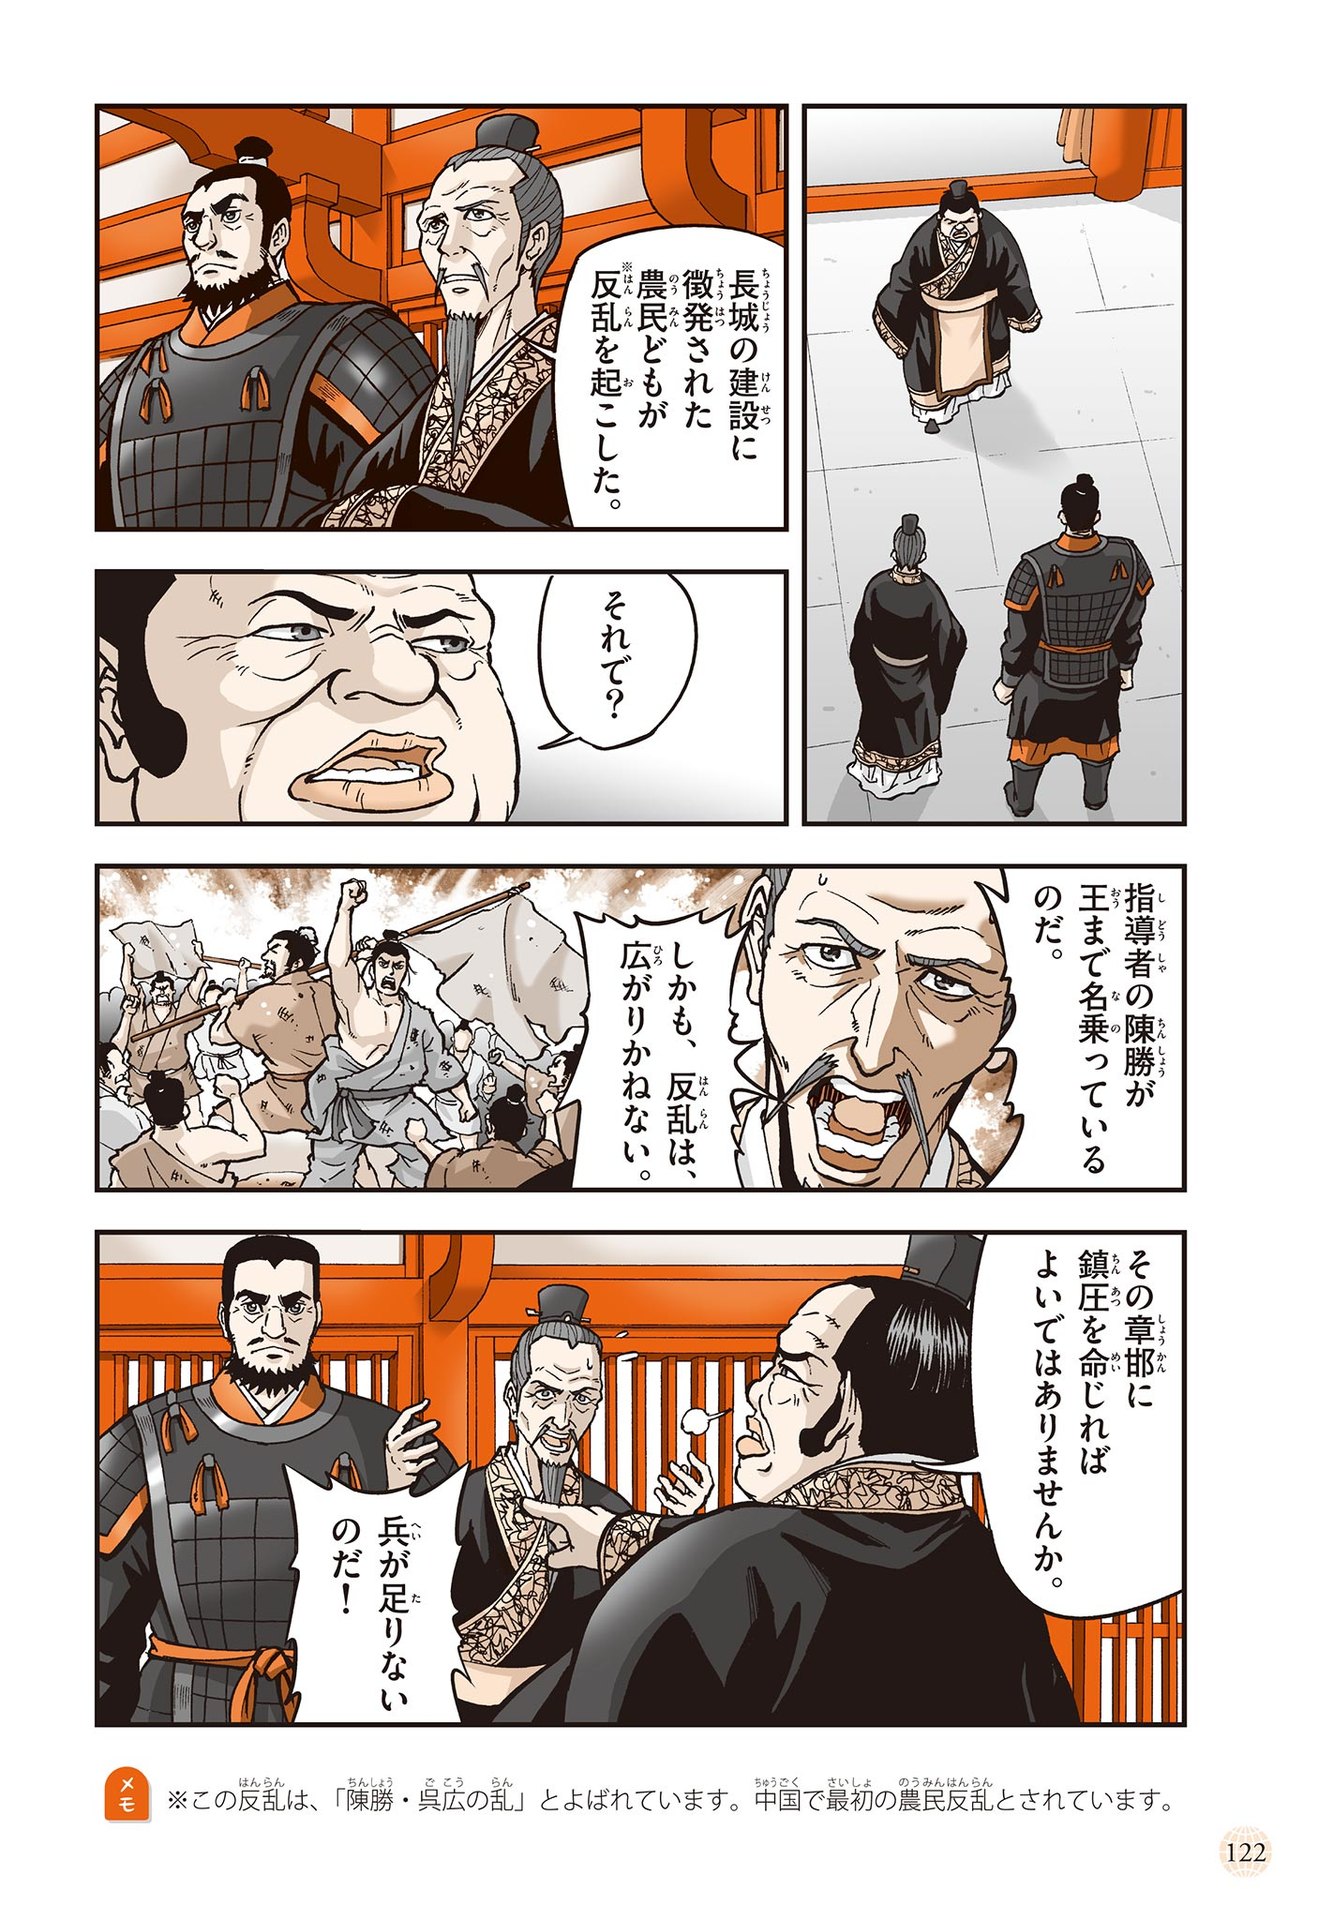 長城の建設に
徴発された
農民どもが
※反乱を起こした。
それで？
指導者の陳勝が
王まで名乗っている
のだ。
しかも、反乱は、
広がりかねない。
その章邯に
鎮圧を命じれば
よいではありませんか。
兵が足りない
のだ！
メモ
※この反乱は、「陳勝・呉広の乱」とよばれています。中国で最初の農民反乱とされています。
122